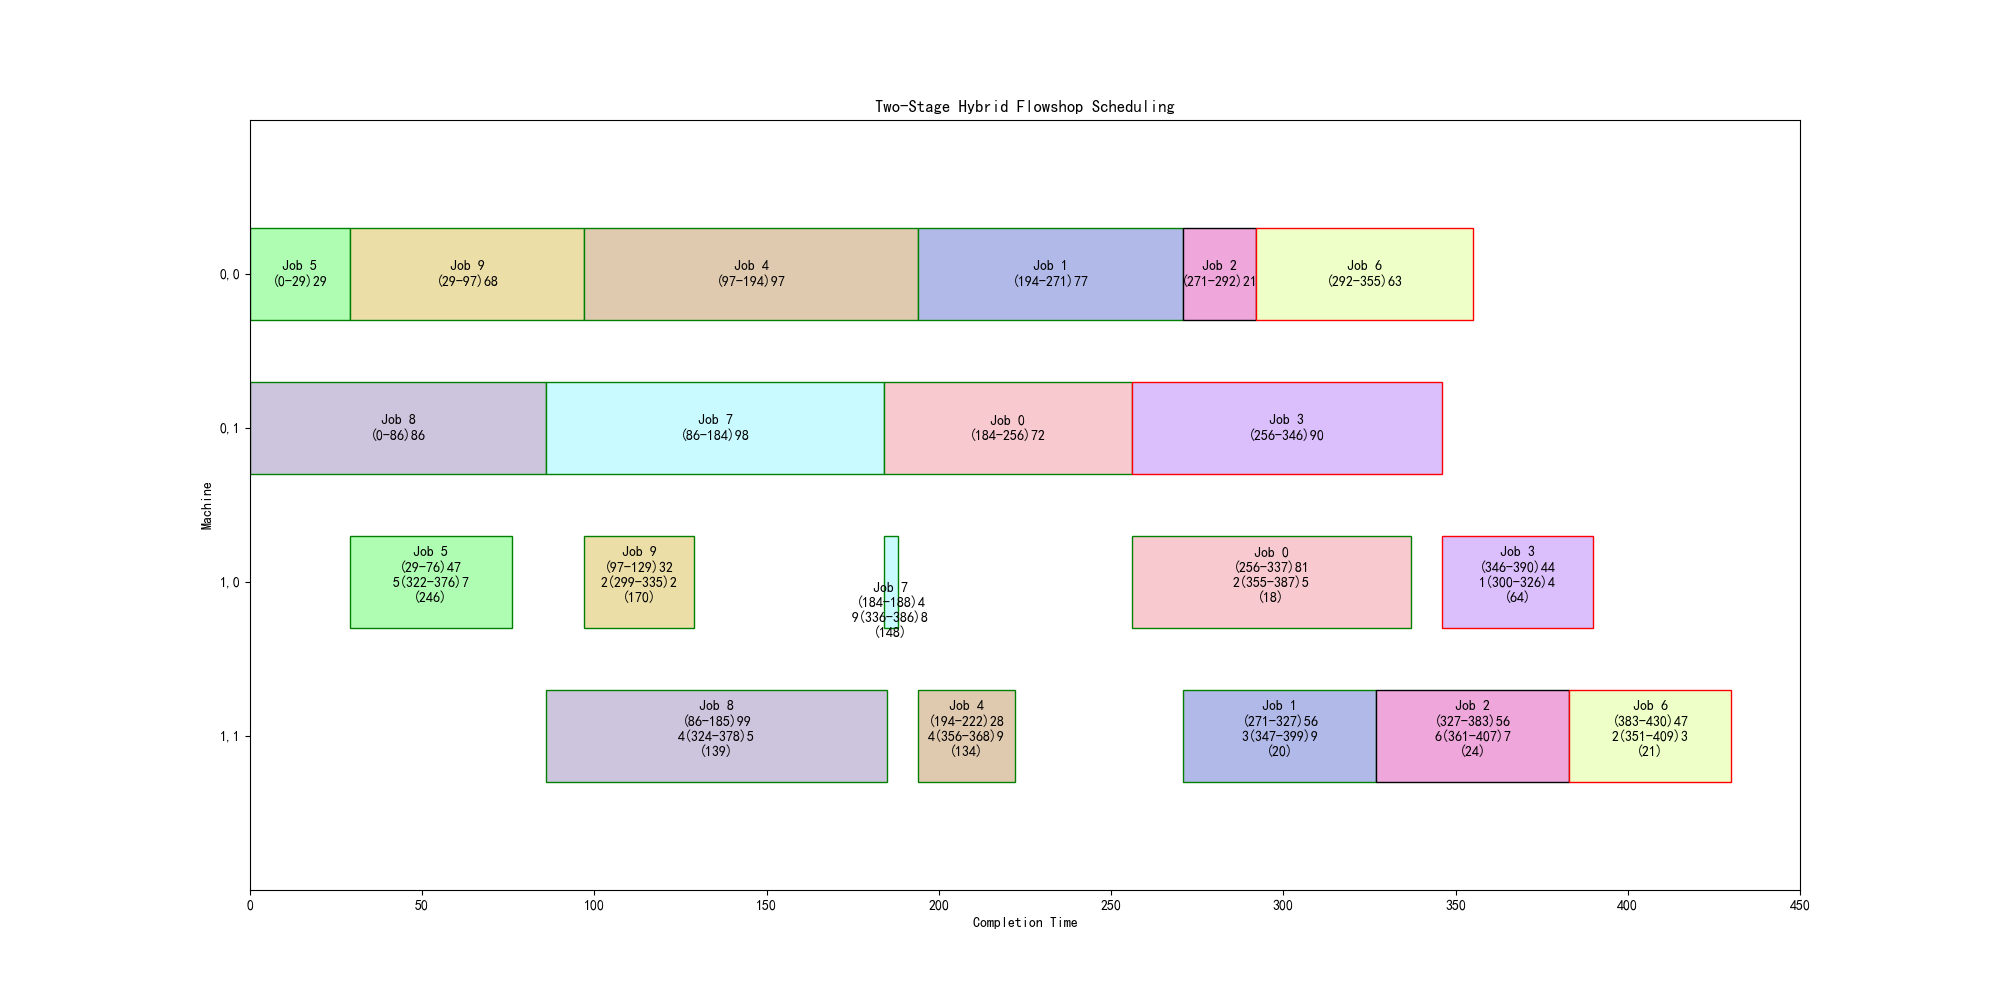 Two-Stage Hybrid Flowshop Scheduling
Machine
0,0
Job 5
(0-29)29
Job 9
(29-97)68
Job 4
(97-194)97
Job 1
(194-271)77
Job 2
(271-292)21
Job 6
(292-355)63
0,1
Job 8
(0-86)86
Job 7
(86-184)98
Job 0
(184-256)72
Job 3
(256-346)90
1,0
Job 5
(29-76)47
5(322-376)7
(246)
Job 9
(97-129)32
2(299-335)2
(170)
Job 7
(184-188)4
9(336-386)8
(148)
Job 0
(256-337)81
2(355-387)5
(18)
Job 3
(346-390)44
1(300-326)4
(64)
1,1
Job 8
(86-185)99
4(324-378)5
(139)
Job 4
(194-222)28
4(356-368)9
(134)
Job 1
(271-327)56
3(347-399)9
(20)
Job 2
(327-383)56
6(361-407)7
(24)
Job 6
(383-430)47
2(351-409)3
(21)
0 50 100 150 200 250 300 350 400 450
Completion Time